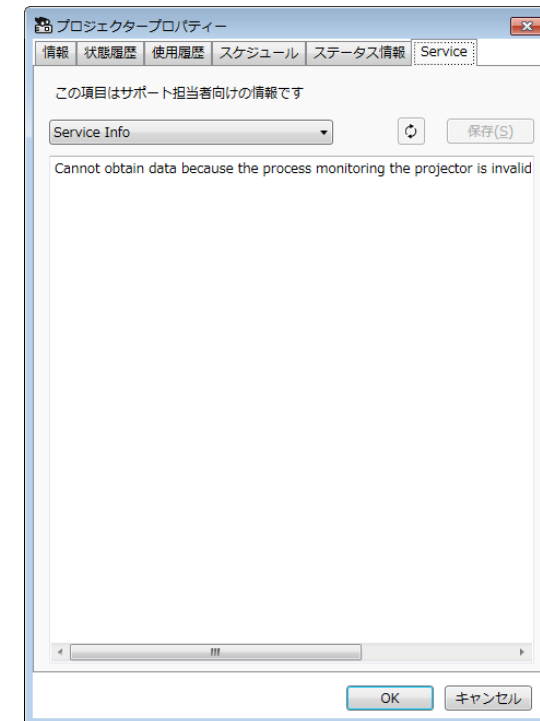 プロジェクタープロパティー
情報 状態履歴 使用履歴 スケジュール ステータス情報 Service
この項目はサポート担当者向けの情報です
Service Info 保存(S)
Cannot obtain data because the process monitoring the projector is invalid
OK キャンセル